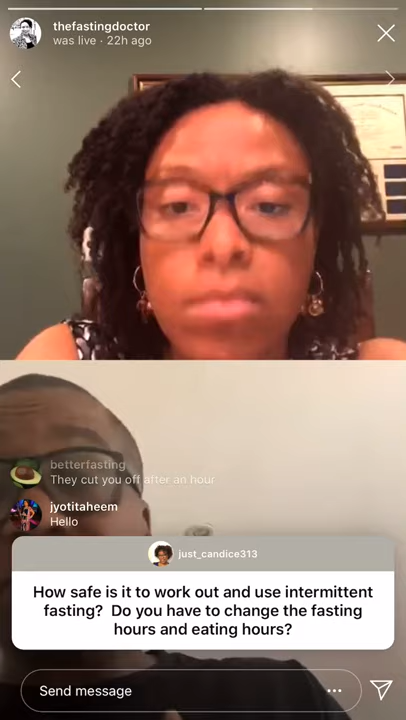 thefastingdoctor
was live · 22h ago
betterfasting
They cut you off after an hour
jyotitaheem
Hello
just_candice313
How safe is it to work out and use intermittent
fasting? Do you have to change the fasting
hours and eating hours?
Send message